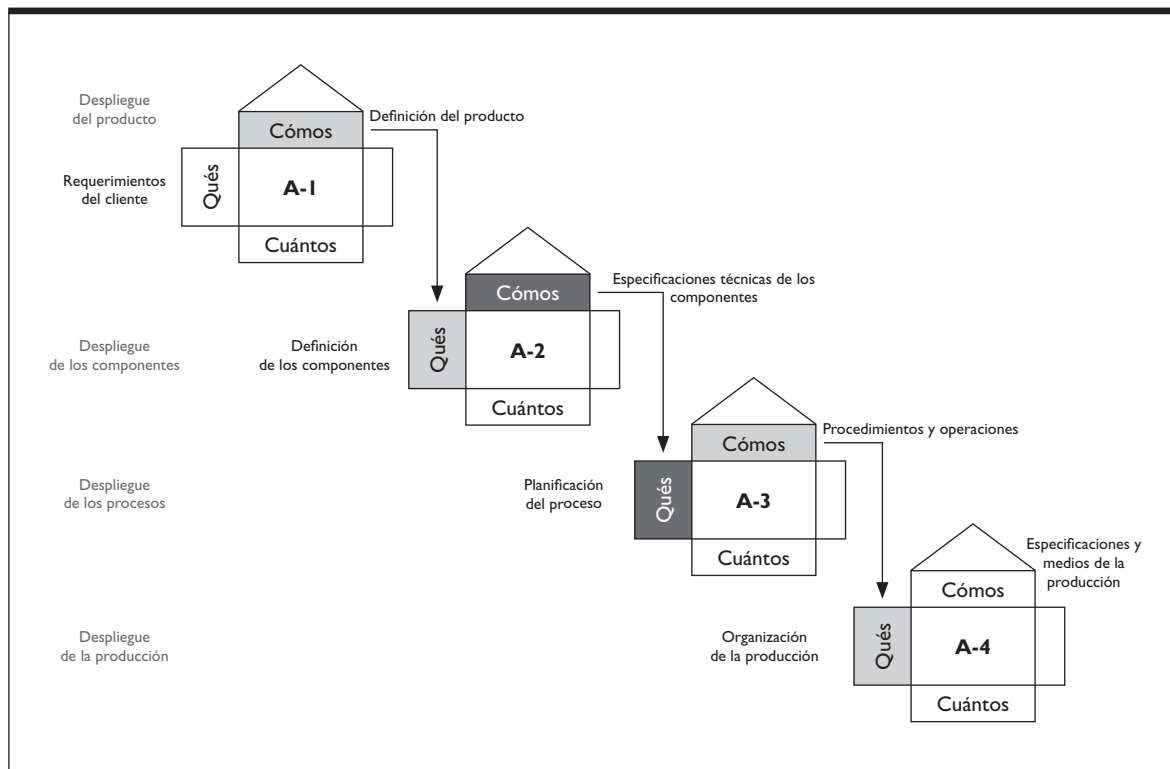 Despliegue
del producto
Cómos
Definición del producto
Requerimientos
del cliente
Qués
A-1
Cuántos
Cómos
Especificaciones técnicas de los
componentes
Despliegue
de los componentes
Definición
de los componentes
Qués
A-2
Cuántos
Cómos
Procedimientos y operaciones
Despliegue
de los procesos
Planificación
del proceso
Qués
A-3
Cuántos
Especificaciones y
medios de la
producción
Cómos
Despliegue
de la producción
Organización
de la producción
Qués
A-4
Cuántos